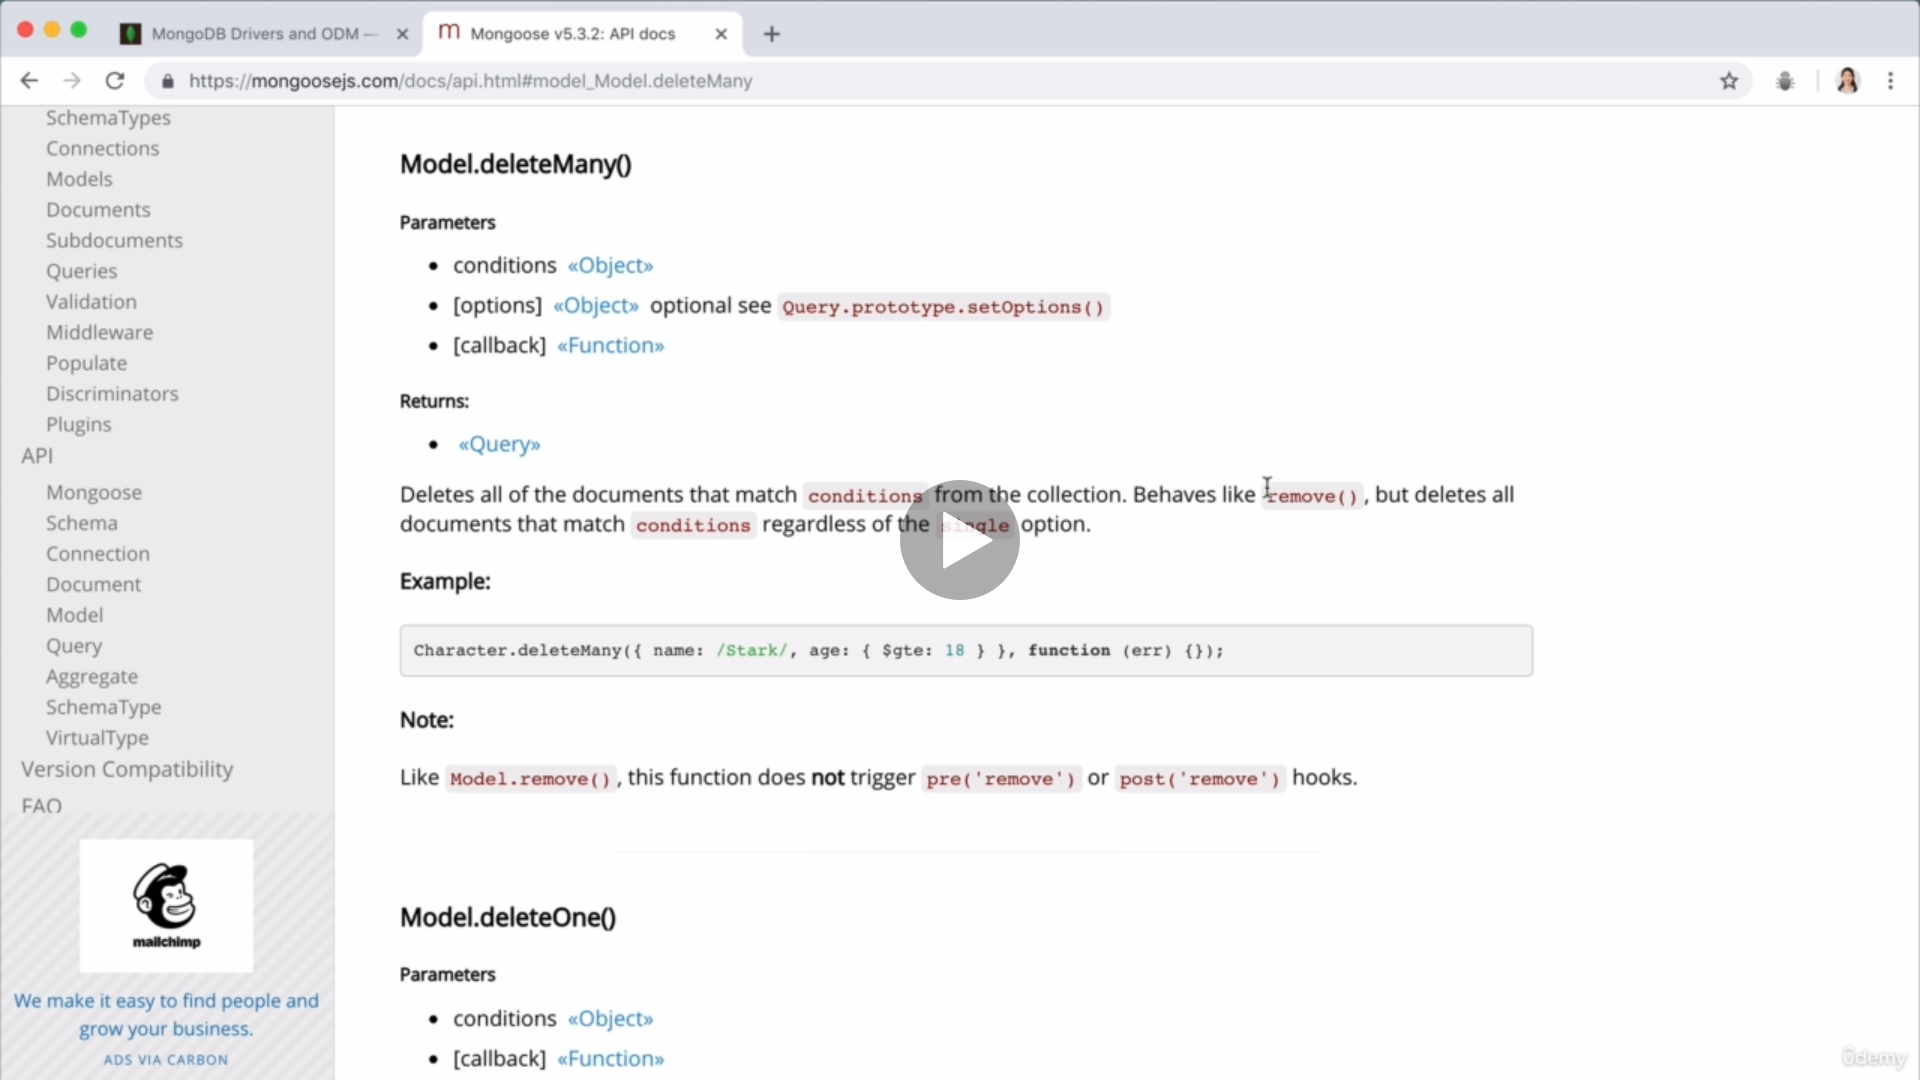 MongoDB Drivers and ODM —
Mongoose v5.3.2: API docs
https://mongoosejs.com/docs/api.html#model_Model.deleteMany
SchemaTypes
Connections
Models
Documents
Subdocuments
Queries
Validation
Middleware
Populate
Discriminators
Plugins
API
Mongoose
Schema
Connection
Document
Model
Query
Aggregate
SchemaType
VirtualType
Version Compatibility
FAQ
mailchimp
We make it easy to find people and
grow your business.
ADS VIA CARBON
Model.deleteMany()
Parameters
• conditions «Object»
• [options] «Object» optional see Query.prototype.setOptions()
• [callback] «Function»
Returns:
• «Query»
Deletes all of the documents that match conditions from the collection. Behaves like remove(), but deletes all
documents that match conditions regardless of the single option.
Example:
Character.deleteMany({ name: /Stark/, age: { $gte: 18 } }, function (err) {});
Note:
Like Model.remove(), this function does not trigger pre('remove') or post('remove') hooks.
Model.deleteOne()
Parameters
• conditions «Object»
• [callback] «Function»
ûdemy